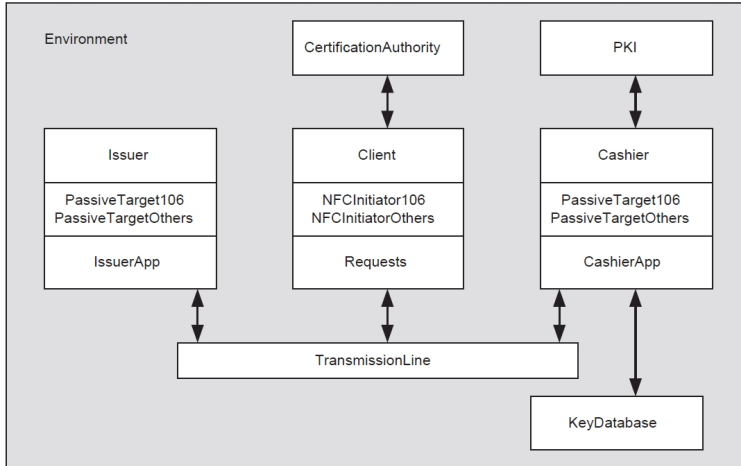 Environment
CertificationAuthority
PKI
Issuer
Client
Cashier
PassiveTarget106
PassiveTargetOthers
NFCInitiator106
NFCInitiatorOthers
PassiveTarget106
PassiveTargetOthers
IssuerApp
Requests
CashierApp
TransmissionLine
KeyDatabase